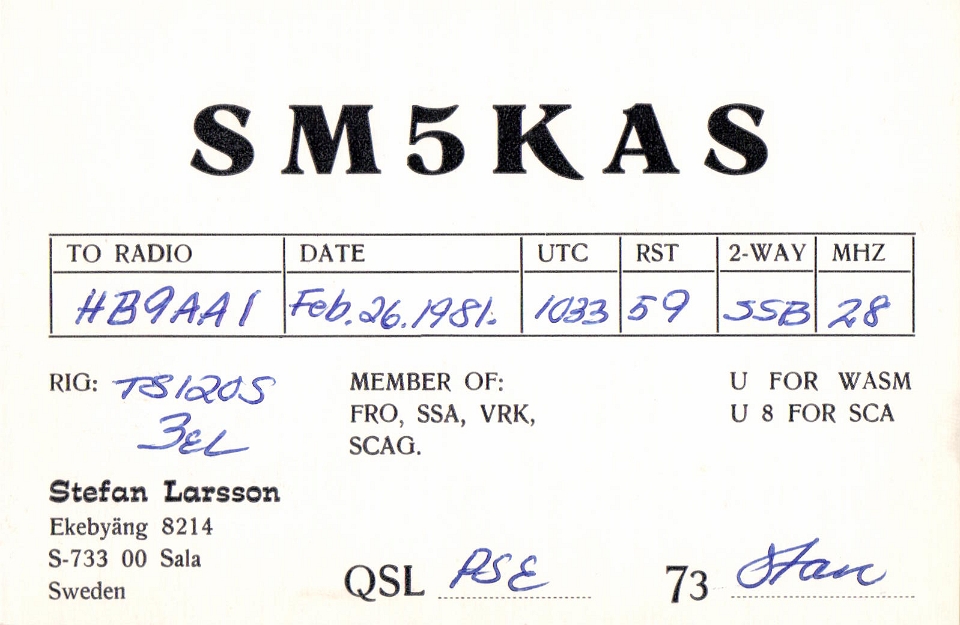 SM5KAS
TO RADIO DATE UTC RST 2-WAY MHZ
HB9AA1 Feb. 26. 1981. 1033 59 SSB 28
RIG: TS120S MEMBER OF: U FOR WASM
3EL FRO, SSA, VRK, U 8 FOR SCA
SCAG.
Stefan Larsson
Ekebyäng 8214
S-733 00 Sala
Sweden
QSL PSE 73 Stan